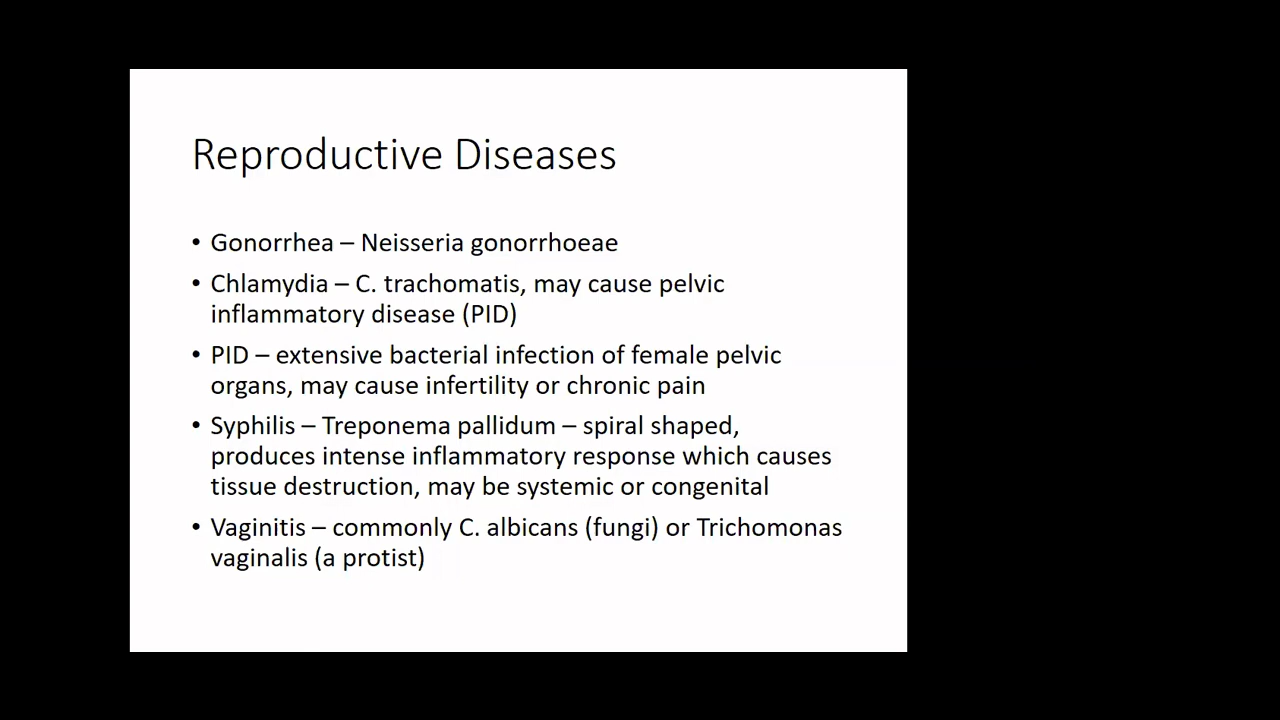 Reproductive Diseases
• Gonorrhea – Neisseria gonorrhoeae
• Chlamydia – C. trachomatis, may cause pelvic
inflammatory disease (PID)
• PID – extensive bacterial infection of female pelvic
organs, may cause infertility or chronic pain
• Syphilis – Treponema pallidum – spiral shaped,
produces intense inflammatory response which causes
tissue destruction, may be systemic or congenital
• Vaginitis – commonly C. albicans (fungi) or Trichomonas
vaginalis (a protist)